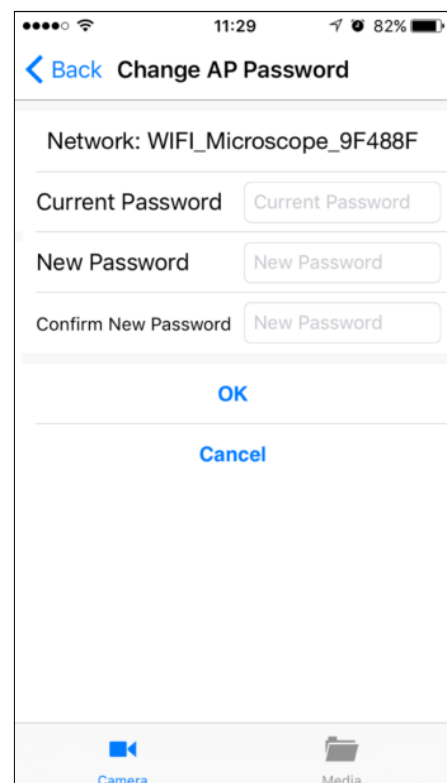 11:29 82%
Back Change AP Password
Network: WIFI_Microscope_9F488F
Current Password Current Password
New Password New Password
Confirm New Password New Password
OK
Cancel
Camera Media